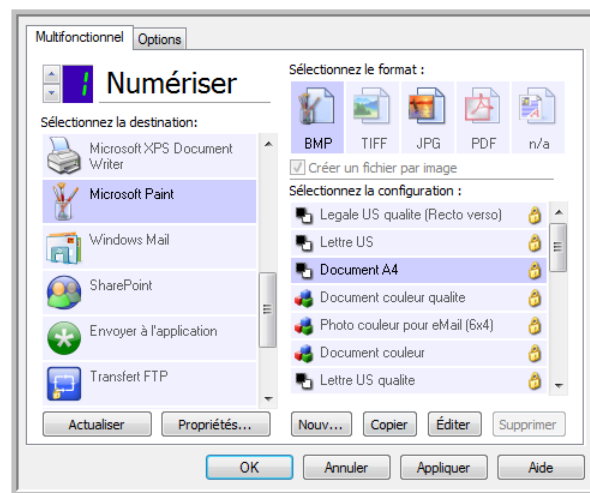 Multifonctionnel Options
1 Numériser
Sélectionnez la destination:
Microsoft XPS Document
Writer
Microsoft Paint
Windows Mail
SharePoint
Envoyer à l'application
Transfert FTP
Actualiser Propriétés...
Sélectionnez le format :
BMP TIFF JPG PDF n/a
Créer un fichier par image
Sélectionnez la configuration :
Legale US qualite (Recto verso)
Lettre US
Document A4
Document couleur qualite
Photo couleur pour eMail (6x4)
Document couleur
Lettre US qualite
Nouv... Copier Éditer Supprimer
OK Annuler Appliquer Aide